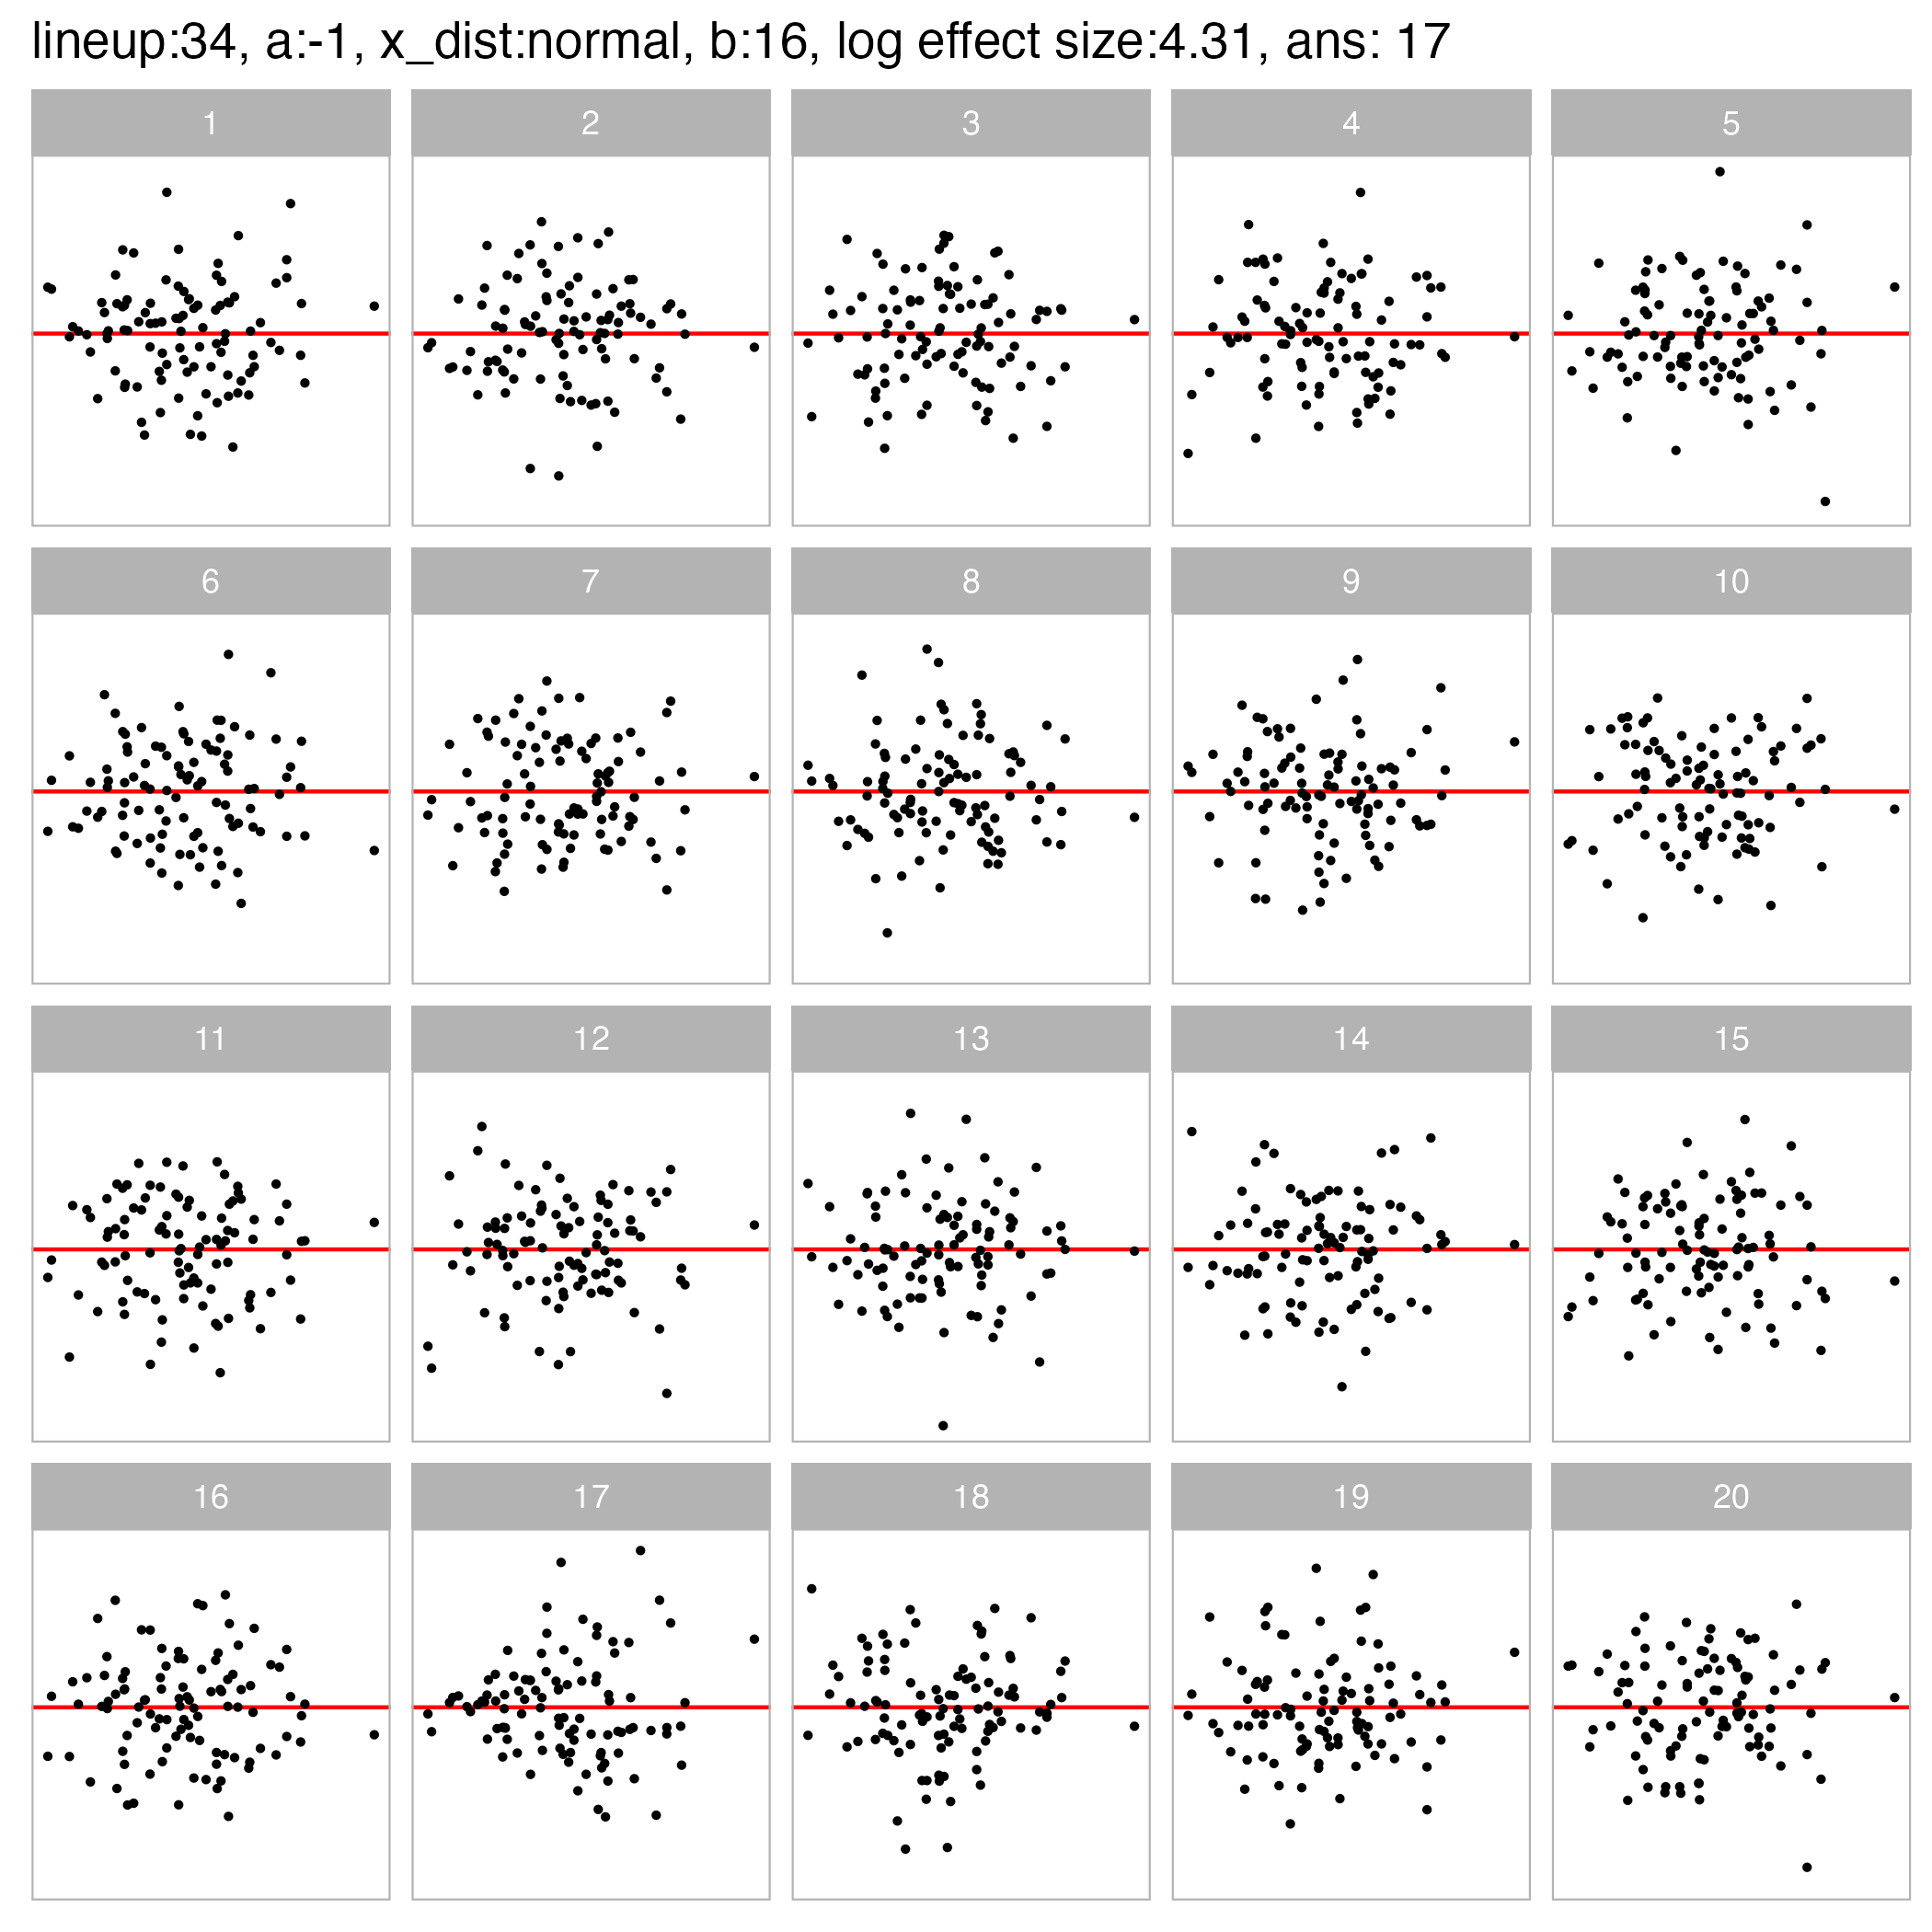 lineup:34, a:-1, x_dist:normal, b:16, log effect size:4.31, ans: 17
1 2 3 4 5
6 7 8 9 10
11 12 13 14 15
16 17 18 19 20